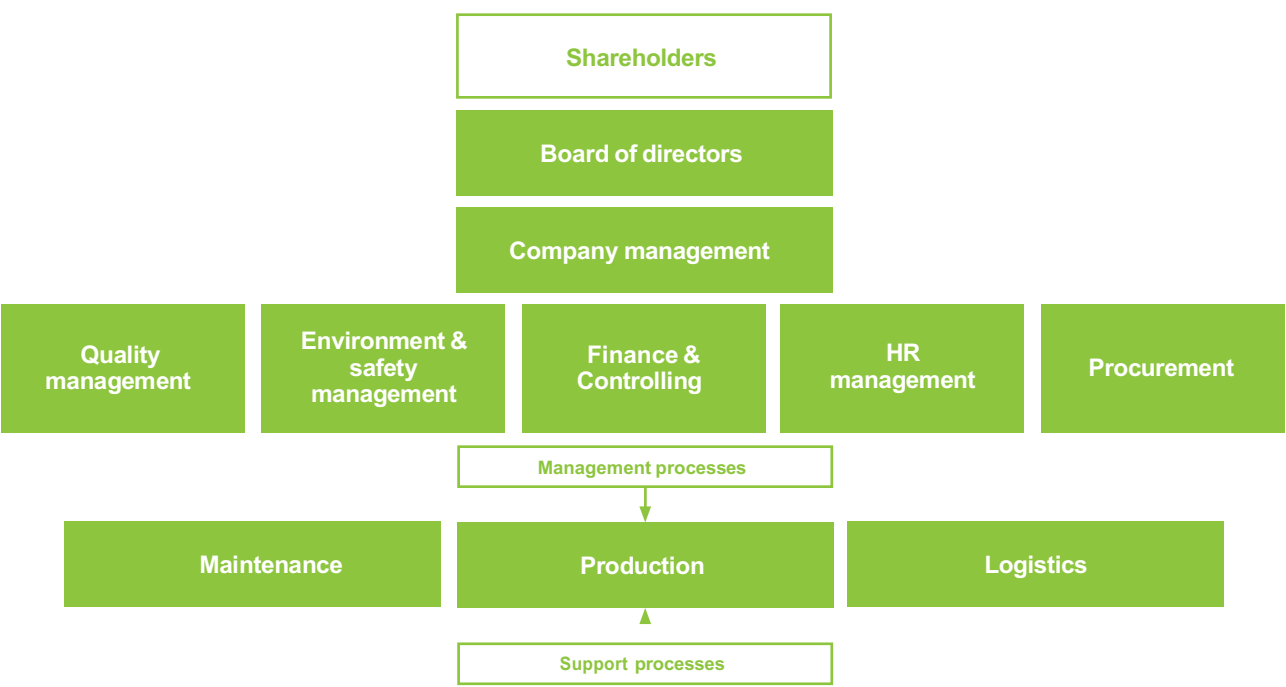 Shareholders
Board of directors
Company management
Quality
management
Environment &
safety
management
Finance &
Controlling
HR
management
Procurement
Management processes
Maintenance
Production
Logistics
Support processes